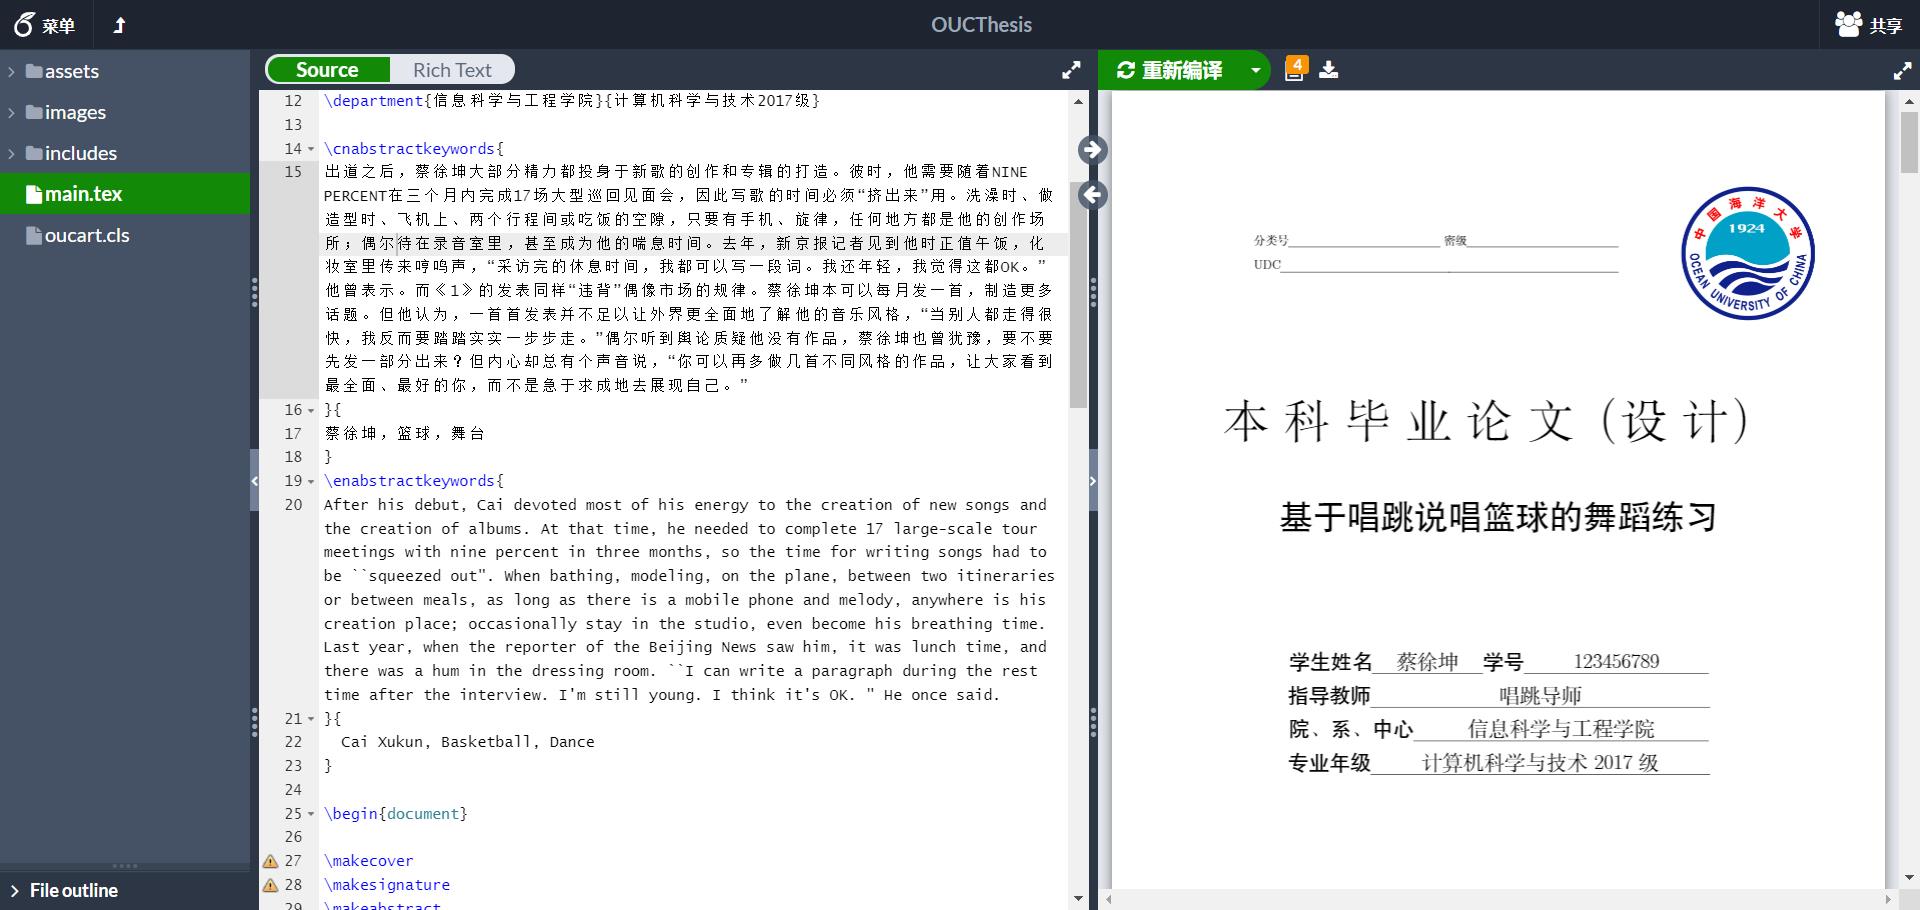 菜单
OUCThesis
共享
assets
images
includes
main.tex
oucart.cls
File outline
Source
Rich Text
重新编译
4
12 \department{信息科学与工程学院}{计算机科学与技术2017级}
13
14 \cnabstractkeywords{
15 出道之后，蔡徐坤大部分精力都投身于新歌的创作和专辑的打造。彼时，他需要随着NINE
PERCENT在三个月内完成17场大型巡回见面会，因此写歌的时间必须“挤出来”用。洗澡时、做
造型时、飞机上、两个行程间或吃饭的空隙，只要有手机、旋律，任何地方都是他的创作场
所；偶尔待在录音室里，甚至成为他的喘息时间。去年，新京报记者见到他时正值午饭，化
妆室里传来哼鸣声，“采访完的休息时间，我都可以写一段词。我还年轻，我觉得这都OK。”
他曾表示。而《1》的发表同样“违背”偶像市场的规律。蔡徐坤本可以每月发一首，制造更多
话题。但他认为，一首首发表并不足以让外界更全面地了解他的音乐风格，“当别人都走得很
快，我反而要踏踏实实一步步走。”偶尔听到舆论质疑他没有作品，蔡徐坤也曾犹豫，要不要
先发一部分出来？但内心却总有个声音说，“你可以再多做几首不同风格的作品，让大家看到
最全面、最好的你，而不是急于求成地去展现自己。”
16 }{
17 蔡徐坤，篮球，舞台
18 }
19 \enabstractkeywords{
20 After his debut, Cai devoted most of his energy to the creation of new songs and
the creation of albums. At that time, he needed to complete 17 large-scale tour
meetings with nine percent in three months, so the time for writing songs had to
be ``squeezed out". When bathing, modeling, on the plane, between two itineraries
or between meals, as long as there is a mobile phone and melody, anywhere is his
creation place; occasionally stay in the studio, even become his breathing time.
Last year, when the reporter of the Beijing News saw him, it was lunch time, and
there was a hum in the dressing room. ``I can write a paragraph during the rest
time after the interview. I'm still young. I think it's OK. " He once said.
21 }{
22 Cai Xukun, Basketball, Dance
23 }
24
25 \begin{document}
26
27 \makecover
28 \makesignature
29 \makeabstract
分类号 密级
UDC
中国海洋大学
1924
OCEAN UNIVERSITY OF CHINA
本科毕业论文（设计）
基于唱跳说唱篮球的舞蹈练习
学生姓名 蔡徐坤 学号 123456789
指导教师 唱跳导师
院、系、中心 信息科学与工程学院
专业年级 计算机科学与技术 2017 级